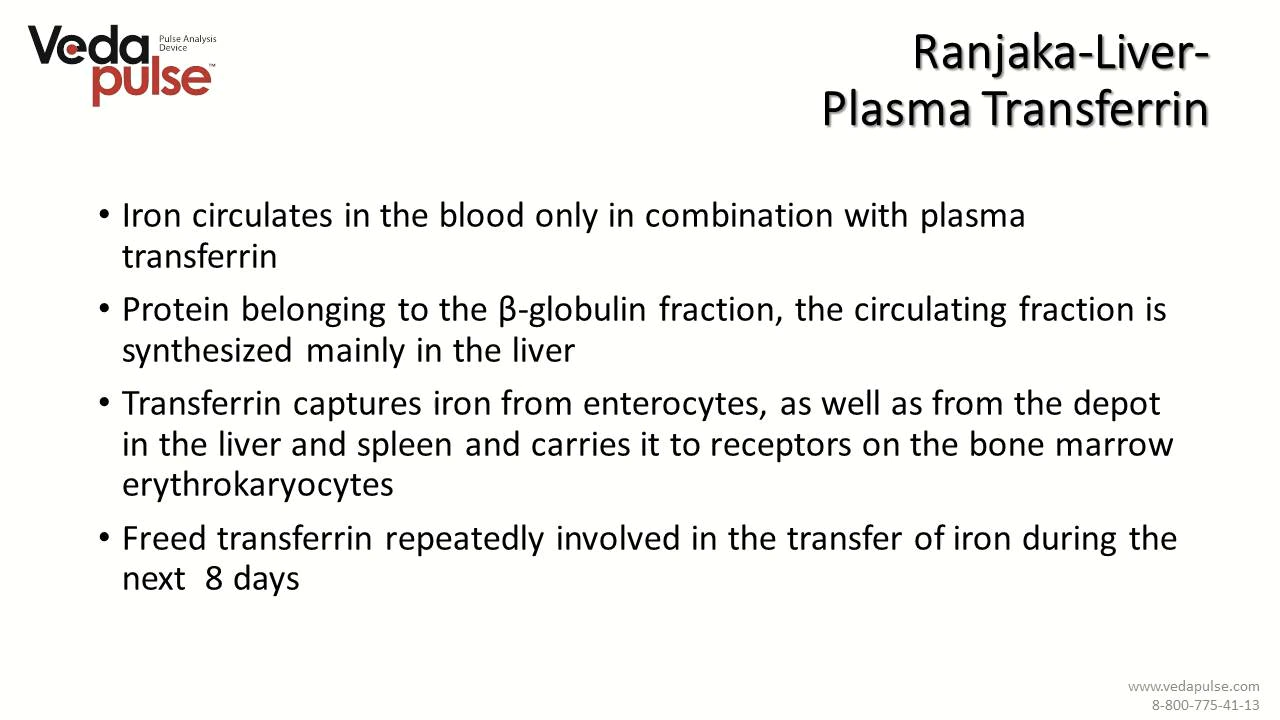 Veda pulse™
Pulse Analysis
Device
Ranjaka-Liver-
Plasma Transferrin
• Iron circulates in the blood only in combination with plasma
transferrin
• Protein belonging to the β-globulin fraction, the circulating fraction is
synthesized mainly in the liver
• Transferrin captures iron from enterocytes, as well as from the depot
in the liver and spleen and carries it to receptors on the bone marrow
erythrokaryocytes
• Freed transferrin repeatedly involved in the transfer of iron during the
next 8 days
www.vedapulse.com
8-800-775-41-13